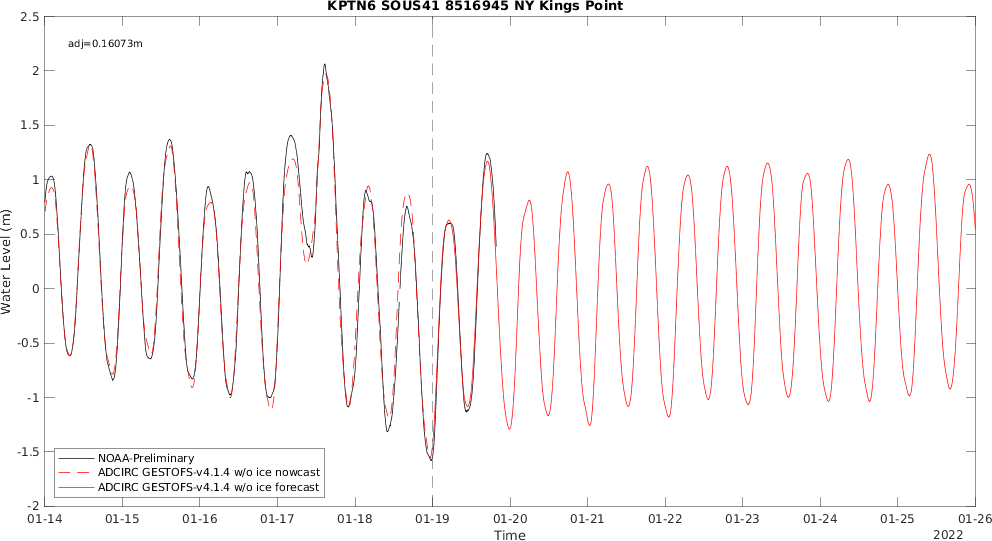 KPTN6 SOUS41 8516945 NY Kings Point
adj=0.16073m
2.5
2
1.5
1
0.5
0
-0.5
-1
-1.5
-2
Water Level (m)
NOAA-Preliminary
ADCIRC GESTOFS-v4.1.4 w/o ice nowcast
ADCIRC GESTOFS-v4.1.4 w/o ice forecast
01-14 01-15 01-16 01-17 01-18 01-19 01-20 01-21 01-22 01-23 01-24 01-25 01-26
Time
2022